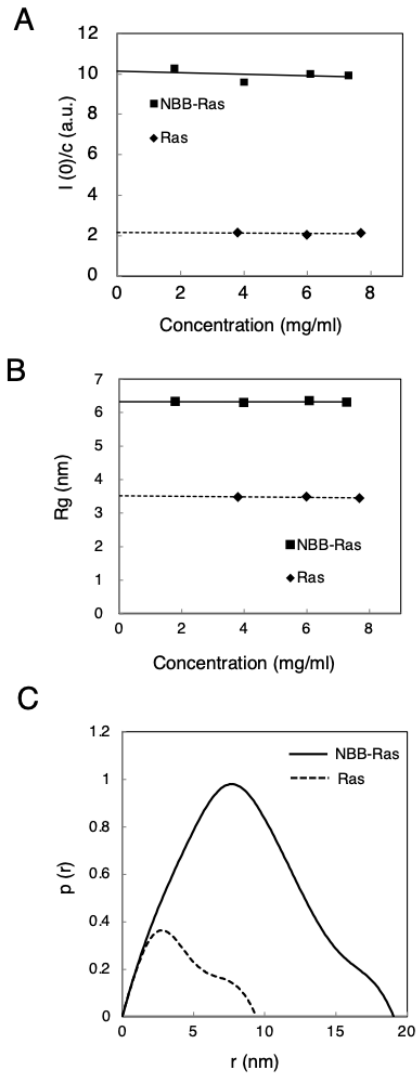 A
I (0)/c (a.u.)
12
10
8
6
4
2
0
NBB-Ras
Ras
0 2 4 6 8
Concentration (mg/ml)
B
Rg (nm)
7
6
5
4
3
2
1
0
NBB-Ras
Ras
0 2 4 6 8
Concentration (mg/ml)
C
p (r)
1.2
1
0.8
0.6
0.4
0.2
0
NBB-Ras
Ras
0 5 10 15 20
r (nm)